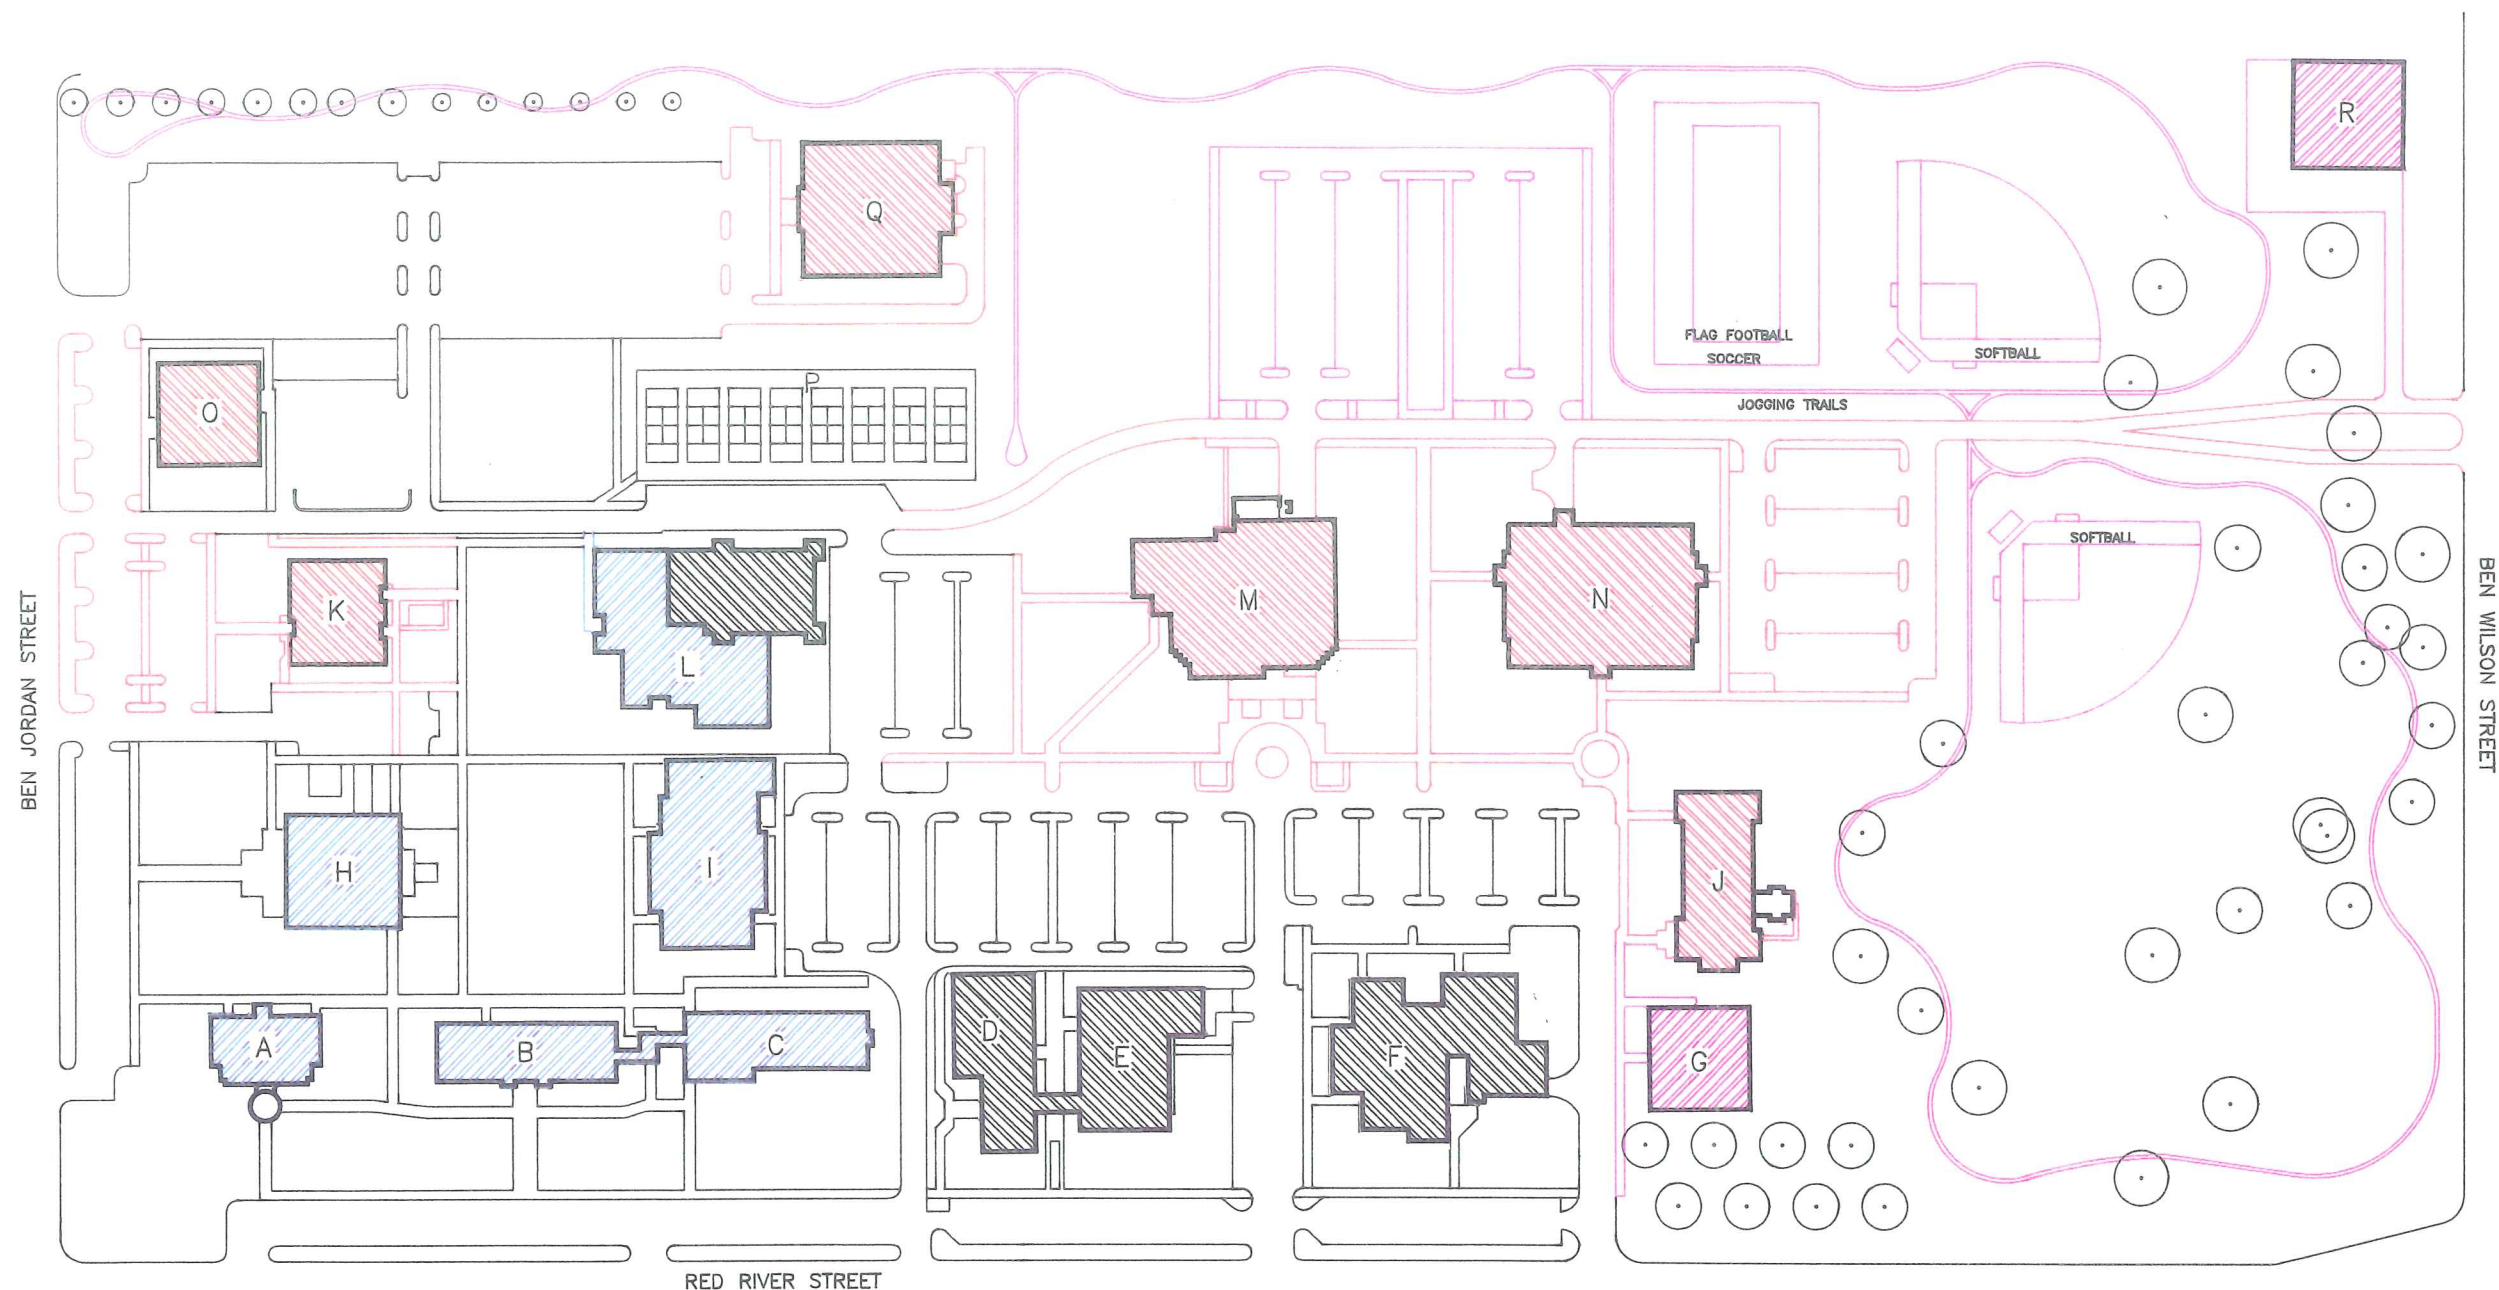 R
Q
FLAG FOOTBALL
SOCCER
SOFTBALL
P
JOGGING TRAILS
O
SOFTBALL
K
L
M
N
BEN JORDAN STREET
BEN WILSON STREET
H
I
J
A
B
C
D
E
F
G
RED RIVER STREET